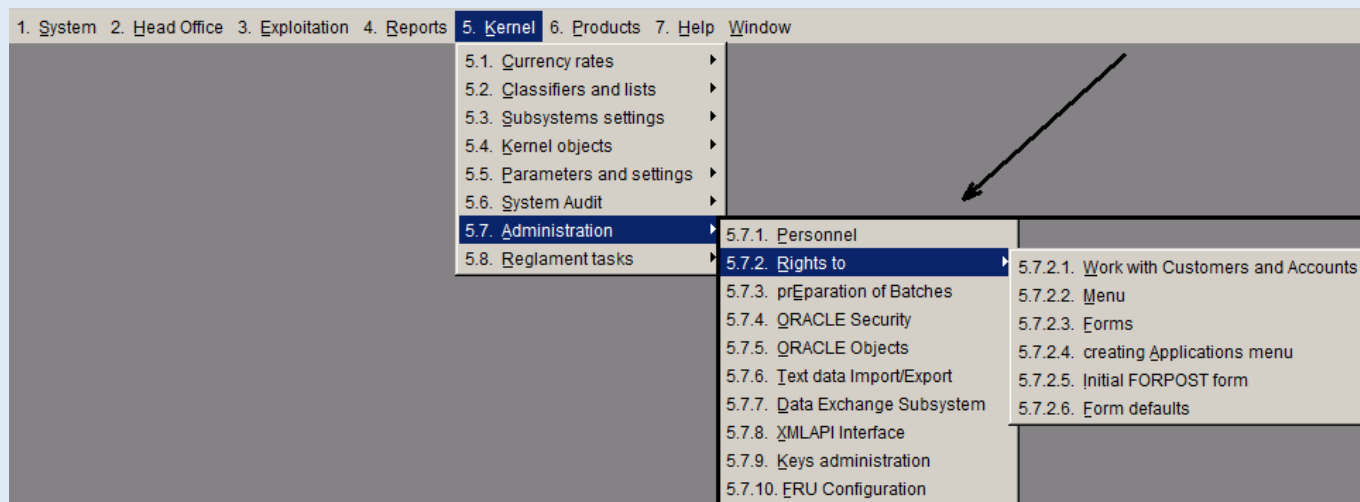 1. System 2. Head Office 3. Exploitation 4. Reports 5. Kernel 6. Products 7. Help Window
5.1. Currency rates
5.2. Classifiers and lists
5.3. Subsystems settings
5.4. Kernel objects
5.5. Parameters and settings
5.6. System Audit
5.7. Administration
5.8. Reglament tasks
5.7.1. Personnel
5.7.2. Rights to
5.7.3. prEparation of Batches
5.7.4. ORACLE Security
5.7.5. ORACLE Objects
5.7.6. Text data Import/Export
5.7.7. Data Exchange Subsystem
5.7.8. XMLAPI Interface
5.7.9. Keys administration
5.7.10. FRU Configuration
5.7.2.1. Work with Customers and Accounts
5.7.2.2. Menu
5.7.2.3. Forms
5.7.2.4. creating Applications menu
5.7.2.5. Initial FORPOST form
5.7.2.6. Form defaults